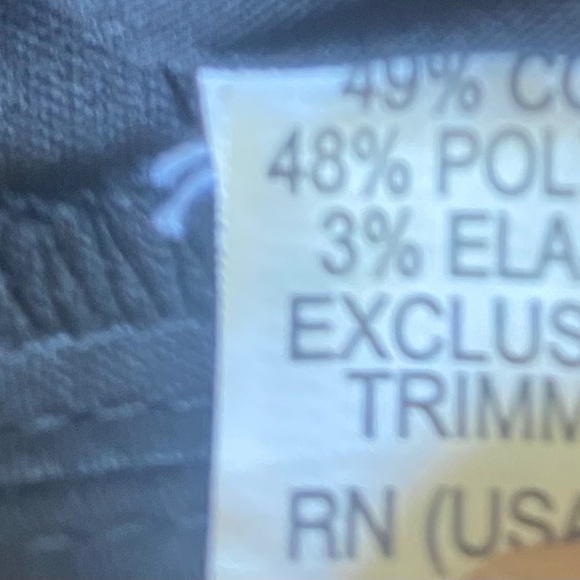 49% CO
48% POL
3% ELA
EXCLUS
TRIMM
RN (USA